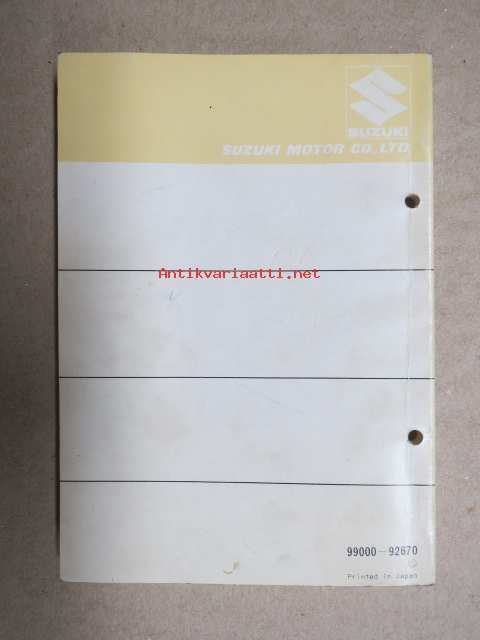 SUZUKI
SUZUKI MOTOR CO.,LTD.
Antikvariaatti.net
99000-92670
Printed in Japan